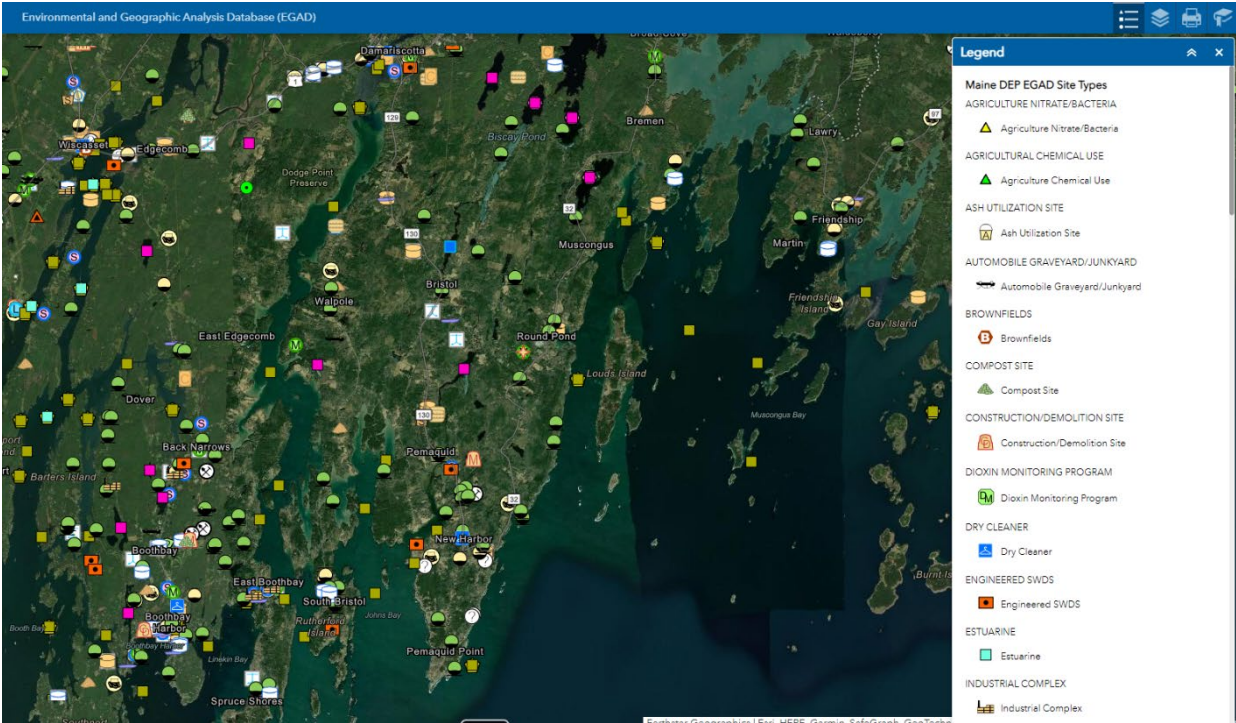 Environmental and Geographic Analysis Database (EGAD)
Legend
Maine DEP EGAD Site Types
AGRICULTURE NITRATE/BACTERIA
Agriculture Nitrate/Bacteria
AGRICULTURAL CHEMICAL USE
Agriculture Chemical Use
ASH UTILIZATION SITE
Ash Utilization Site
AUTOMOBILE GRAVEYARD/JUNKYARD
Automobile Graveyard/Junkyard
BROWNFIELDS
Brownfields
COMPOST SITE
Compost Site
CONSTRUCTION/DEMOLITION SITE
Construction/Demolition Site
DIOXIN MONITORING PROGRAM
Dioxin Monitoring Program
DRY CLEANER
Dry Cleaner
ENGINEERED SWDS
Engineered SWDS
ESTUARINE
Estuarine
INDUSTRIAL COMPLEX
Industrial Complex
Damariscotta
1
129
97
Bremen
Lawry
Biscay Pond
Wiscasset
Edgecomb
Dodge Point
Preserve
32
Friendship
130
Martin
Muscongus
Bristol
Friendship
Island
Walpole
Gay Island
East Edgecomb
Round Pond
Louds Island
Dover
130
Muscongus Bay
Back Narrows
Pemaquid
Barters Island
32
New Harbor
Boothbay
East Boothbay
South Bristol
Boothbay
Harbor
Rutherford
Island
Johns Bay
Boothbay Harbor
Linekin Bay
Pemaquid Point
Spruce Shores